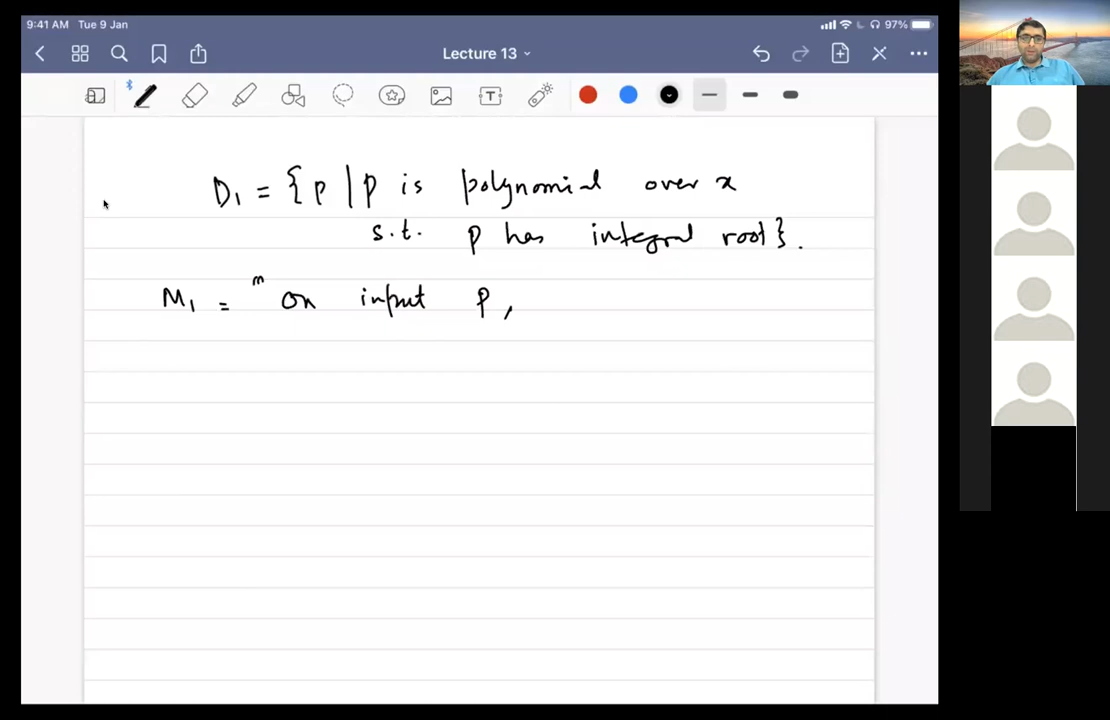 9:41 AM Tue 9 Jan
97%
Lecture 13
T
D₁ = {p | p is polynomial over x
s.t. p has integral root}.
M₁ = " on input p,